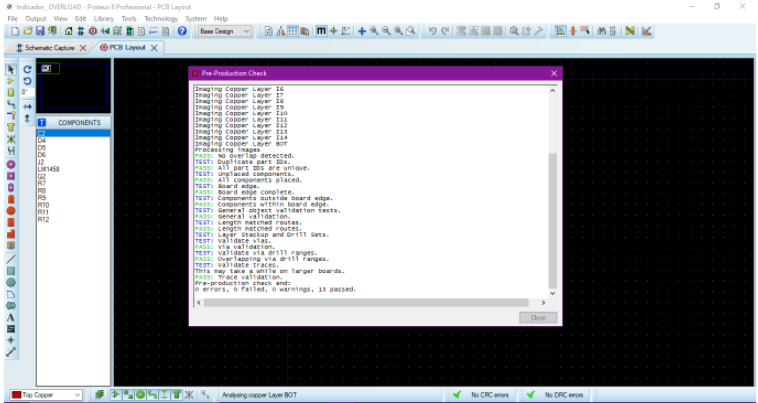 Indicador_ OVERLOAD - Proteus 8 Professional - PCB Layout
File Output View Edit Library Tools Technology System Help
Base Design
Schematic Capture PCB Layout
Pre-Production Check
Imaging Copper Layer I6
Imaging Copper Layer I7
Imaging Copper Layer I8
Imaging Copper Layer I9
Imaging Copper Layer I10
Imaging Copper Layer I11
Imaging Copper Layer I12
Imaging Copper Layer I13
Imaging Copper Layer I14
Imaging Copper Layer BOT
Processing images
PASS: No overlap detected.
TEST: Duplicate part IDs.
PASS: All part IDs are unique.
TEST: Unplaced components.
PASS: All components placed.
TEST: Board edge.
PASS: Board edge complete.
TEST: Components outside board edge.
PASS: Components within board edge.
TEST: General object validation tests.
PASS: General validation.
TEST: Length matched routes.
PASS: Length matched routes.
TEST: Layer Stackup and Drill Sets.
TEST: Validate vias.
PASS: Via validation.
TEST: Validate via drill ranges.
PASS: Overlapping via drill ranges.
TEST: Validate traces.
This may take a while on larger boards.
PASS: Trace validation.
Pre-production check end:
0 errors, 0 failed, 0 warnings, 13 passed.
Close
0°
COMPONENTS
C2
D4
D5
D6
J2
LM1458
Q2
R7
R8
R9
R10
R11
R12
Top Copper
Analysing copper Layer BOT
No CRC errors
No DRC errors